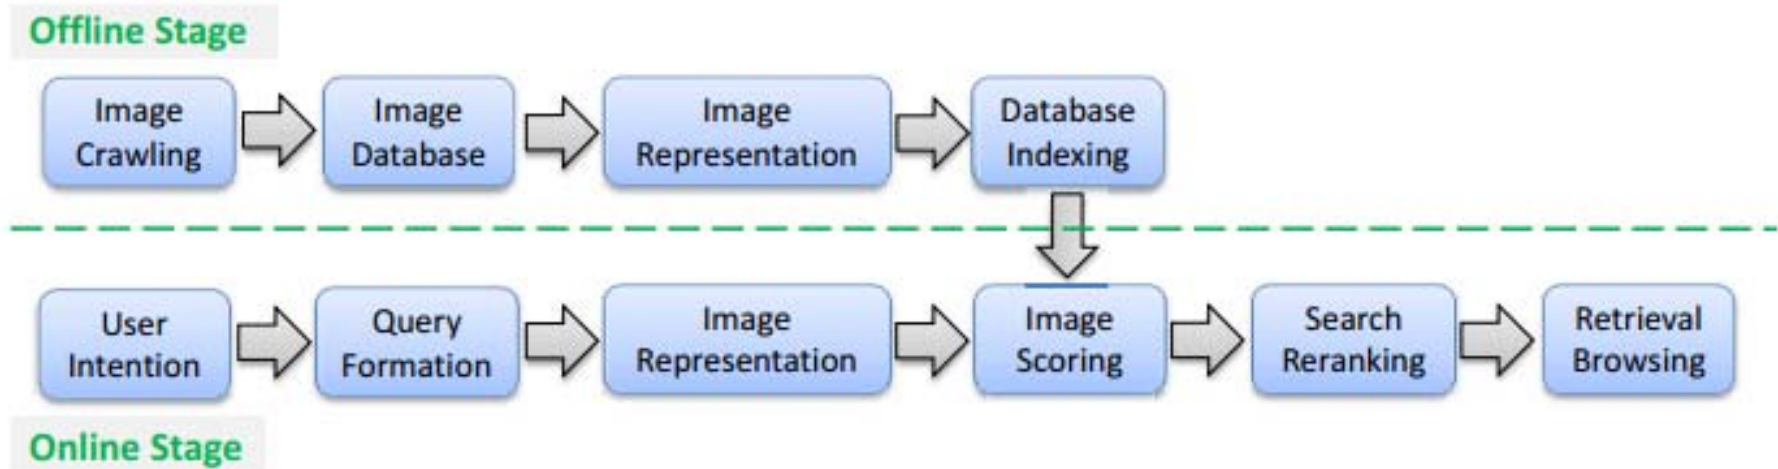 Offline Stage
Image
Crawling
Image
Database
Image
Representation
Database
Indexing
User
Intention
Query
Formation
Image
Representation
Image
Scoring
Search
Reranking
Retrieval
Browsing
Online Stage